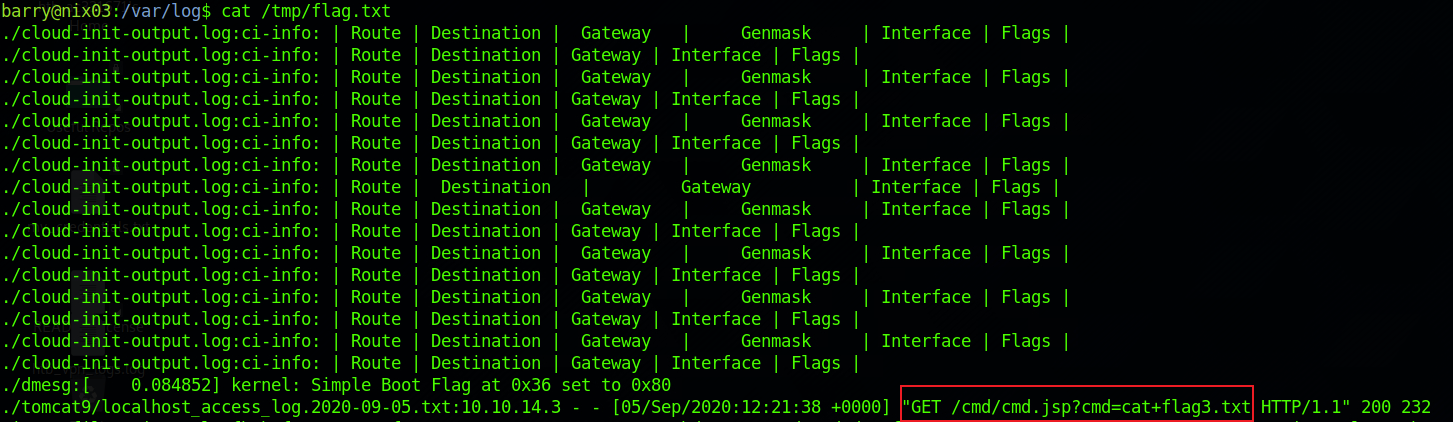 barry@nix03:/var/log$ cat /tmp/flag.txt
./cloud-init-output.log:ci-info: | Route | Destination |  Gateway   |     Genmask     | Interface | Flags |
./cloud-init-output.log:ci-info: | Route | Destination | Gateway | Interface | Flags |
./cloud-init-output.log:ci-info: | Route | Destination |  Gateway   |     Genmask     | Interface | Flags |
./cloud-init-output.log:ci-info: | Route | Destination | Gateway | Interface | Flags |
./cloud-init-output.log:ci-info: | Route | Destination |  Gateway   |     Genmask     | Interface | Flags |
./cloud-init-output.log:ci-info: | Route | Destination | Gateway | Interface | Flags |
./cloud-init-output.log:ci-info: | Route | Destination |  Gateway   |     Genmask     | Interface | Flags |
./cloud-init-output.log:ci-info: | Route |  Destination   |         Gateway          | Interface | Flags |
./cloud-init-output.log:ci-info: | Route | Destination |  Gateway   |     Genmask     | Interface | Flags |
./cloud-init-output.log:ci-info: | Route | Destination | Gateway | Interface | Flags |
./cloud-init-output.log:ci-info: | Route | Destination |  Gateway   |     Genmask     | Interface | Flags |
./cloud-init-output.log:ci-info: | Route | Destination | Gateway | Interface | Flags |
./cloud-init-output.log:ci-info: | Route | Destination |  Gateway   |     Genmask     | Interface | Flags |
./cloud-init-output.log:ci-info: | Route | Destination | Gateway | Interface | Flags |
./cloud-init-output.log:ci-info: | Route | Destination |  Gateway   |     Genmask     | Interface | Flags |
./cloud-init-output.log:ci-info: | Route | Destination | Gateway | Interface | Flags |
./dmesg:[    0.084852] kernel: Simple Boot Flag at 0x36 set to 0x80
./tomcat9/localhost_access_log.2020-09-05.txt:10.10.14.3 - - [05/Sep/2020:12:21:38 +0000] "GET /cmd/cmd.jsp?cmd=cat+flag3.txt HTTP/1.1" 200 232